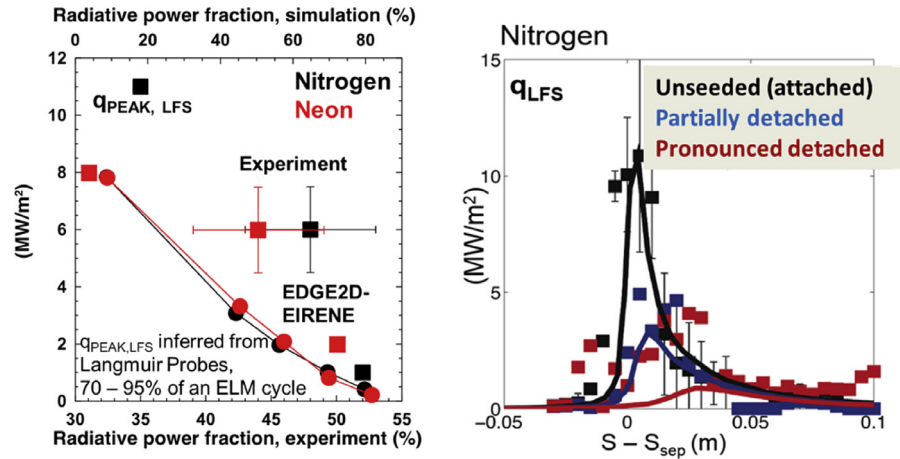 Radiative power fraction, simulation (%)
0 20 40 60 80
12
10
8
6
4
2
0
(MW/m²)
qPEAK, LFS
Nitrogen
Neon
Experiment
EDGE2D-
EIRENE
qPEAK,LFS inferred from
Langmuir Probes,
70 – 95% of an ELM cycle
30 35 40 45 50 55
Radiative power fraction, experiment (%)
Nitrogen
15
10
5
0
(MW/m²)
qLFS
Unseeded (attached)
Partially detached
Pronounced detached
−0.05 0 0.05 0.1
S − Ssep (m)